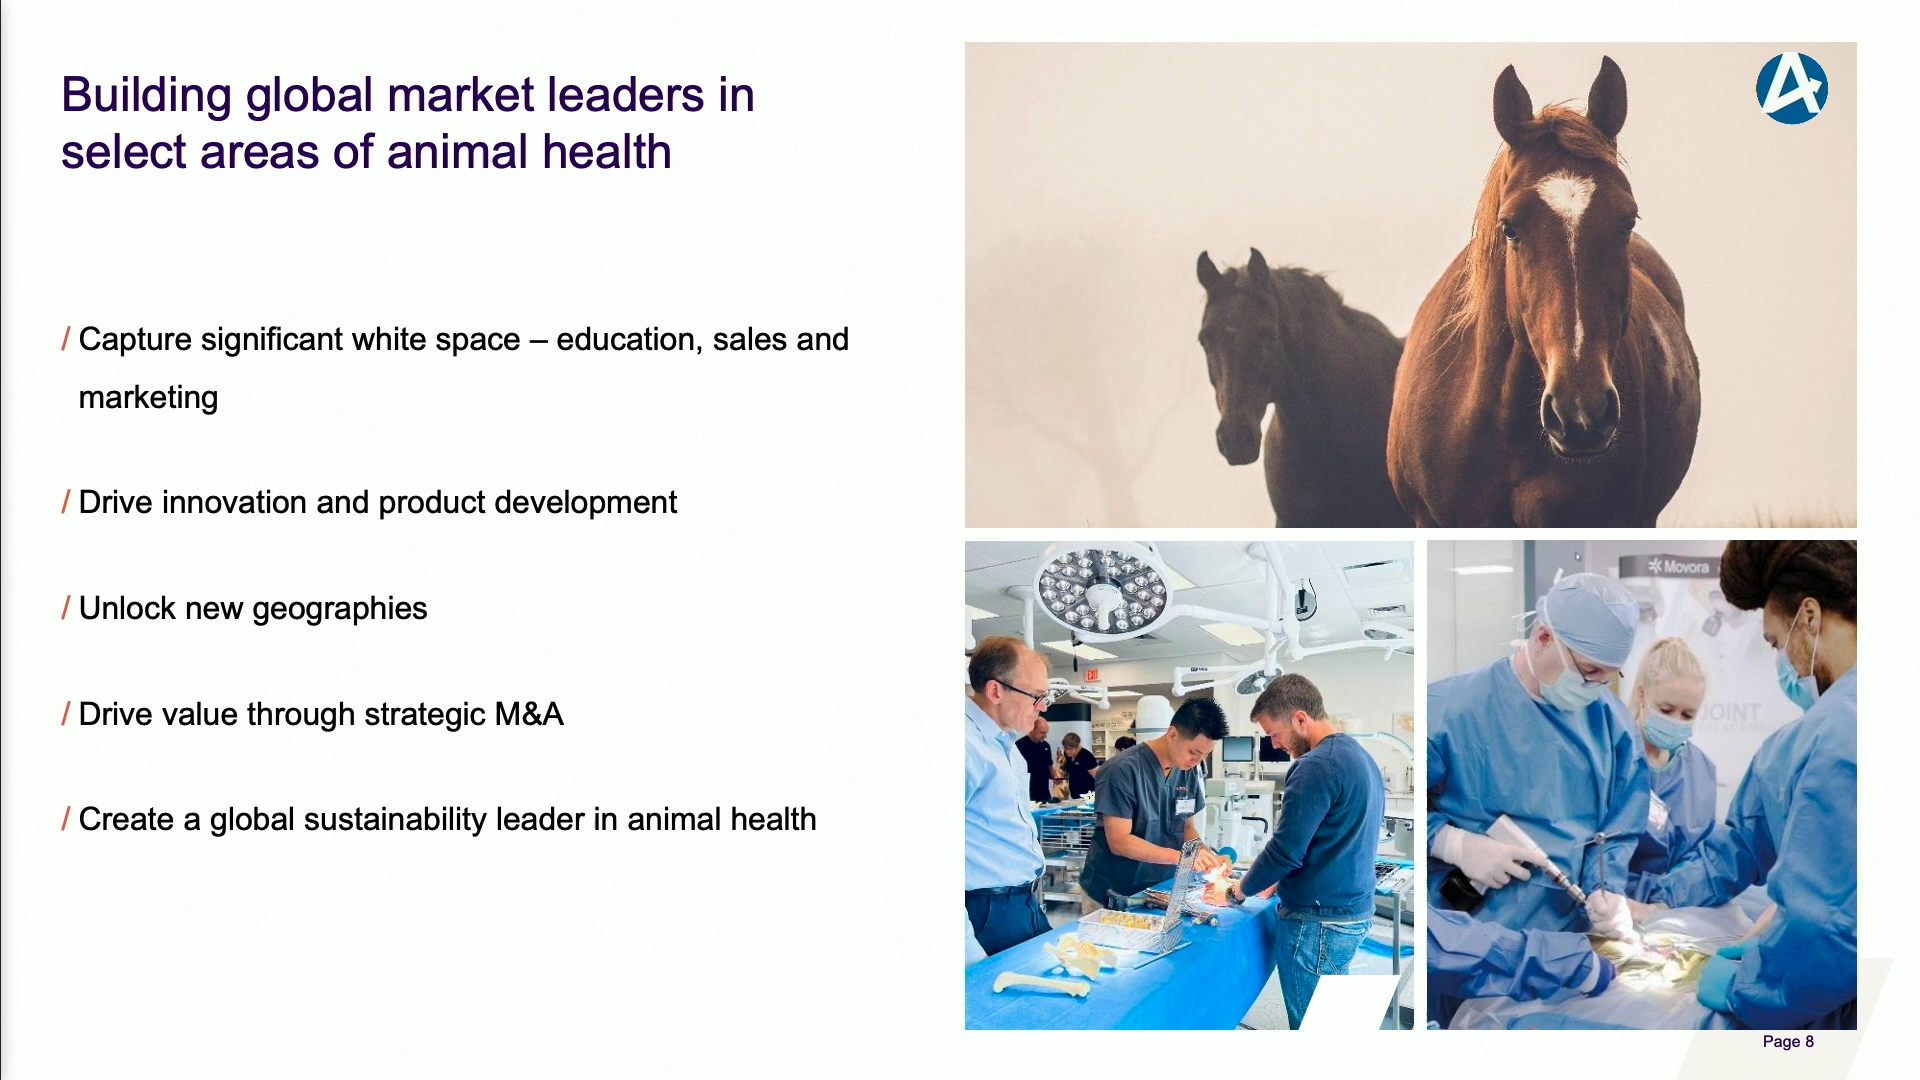 Building global market leaders in
select areas of animal health
/ Capture significant white space – education, sales and
marketing
/ Drive innovation and product development
/ Unlock new geographies
/ Drive value through strategic M&A
/ Create a global sustainability leader in animal health
EXIT
Movora
JOINT
Page 8